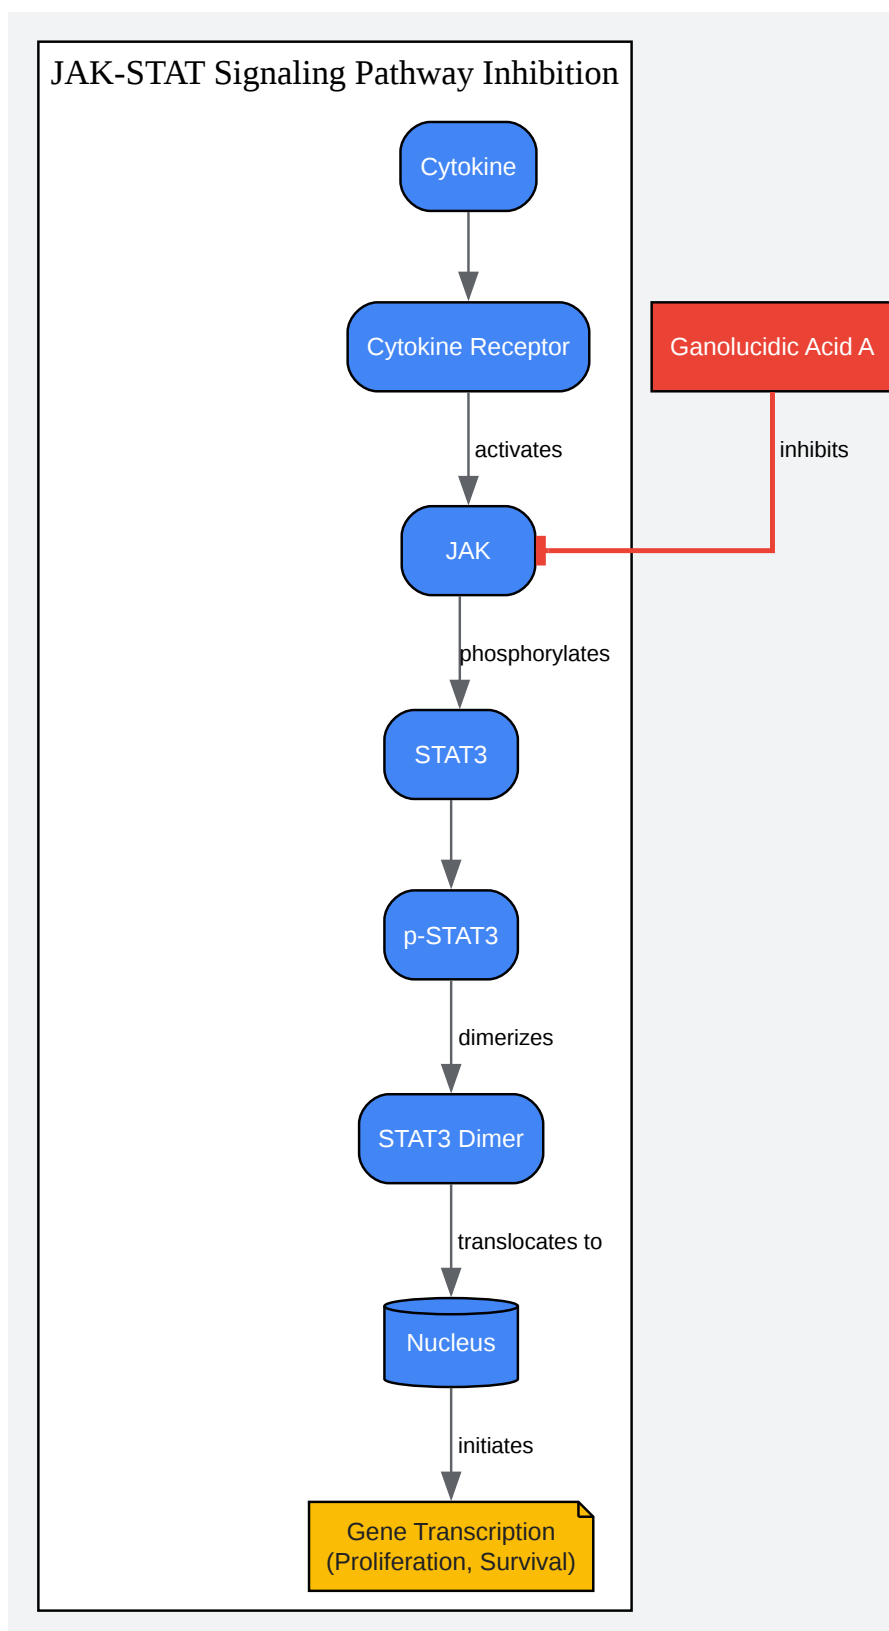 JAK-STAT Signaling Pathway Inhibition
Cytokine
Cytokine Receptor
Ganolucidic Acid A
activates
inhibits
JAK
phosphorylates
STAT3
p-STAT3
dimerizes
STAT3 Dimer
translocates to
Nucleus
initiates
Gene Transcription
(Proliferation, Survival)